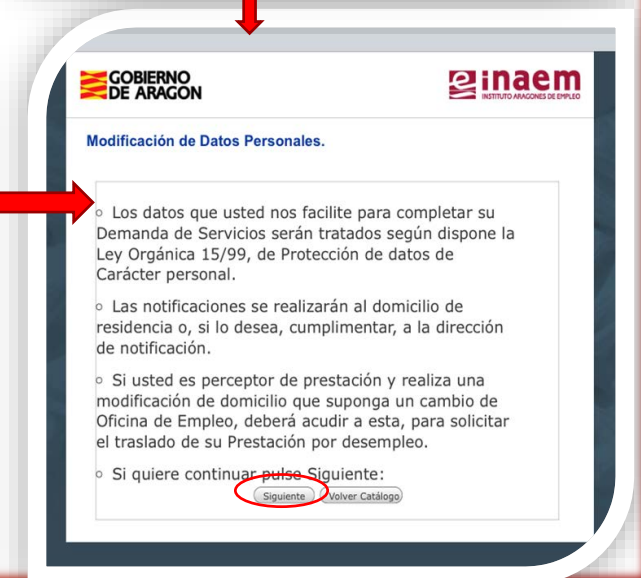 GOBIERNO
DE ARAGON
inaem
INSTITUTO ARAGONES DE EMPLEO
Modificación de Datos Personales.
Los datos que usted nos facilite para completar su
Demanda de Servicios serán tratados según dispone la
Ley Orgánica 15/99, de Protección de datos de
Carácter personal.
Las notificaciones se realizarán al domicilio de
residencia o, si lo desea, cumplimentar, a la dirección
de notificación.
Si usted es perceptor de prestación y realiza una
modificación de domicilio que suponga un cambio de
Oficina de Empleo, deberá acudir a esta, para solicitar
el traslado de su Prestación por desempleo.
Si quiere continuar pulse Siguiente:
Siguiente Volver Catálogo